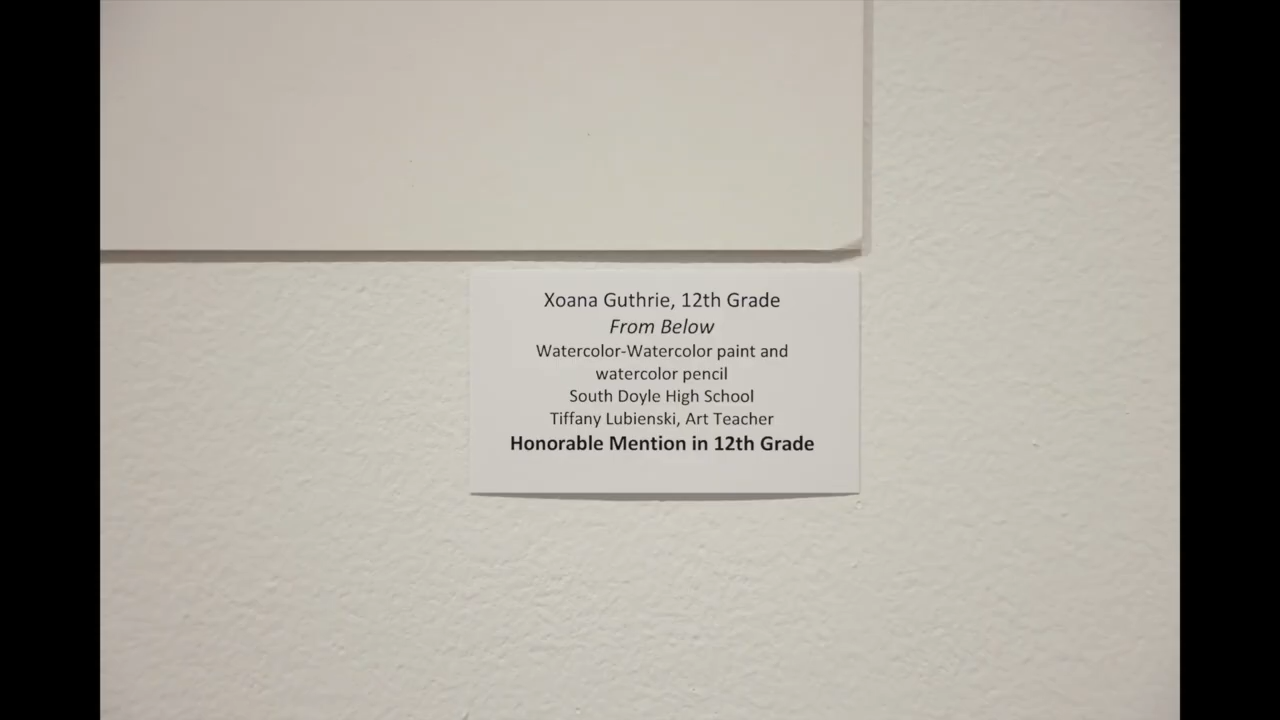 Xoana Guthrie, 12th Grade
From Below
Watercolor-Watercolor paint and
watercolor pencil
South Doyle High School
Tiffany Lubienski, Art Teacher
Honorable Mention in 12th Grade